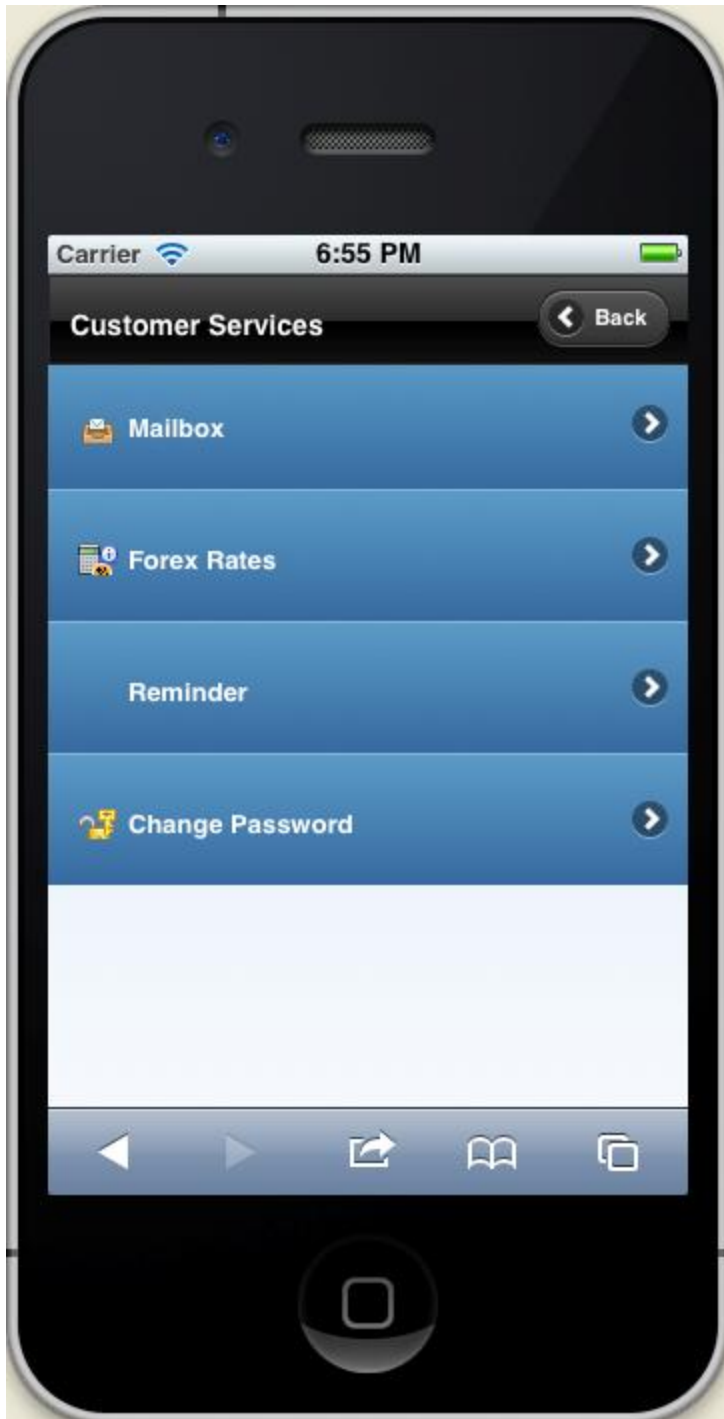 Carrier 6:55 PM
Customer Services Back
Mailbox
Forex Rates
Reminder
Change Password